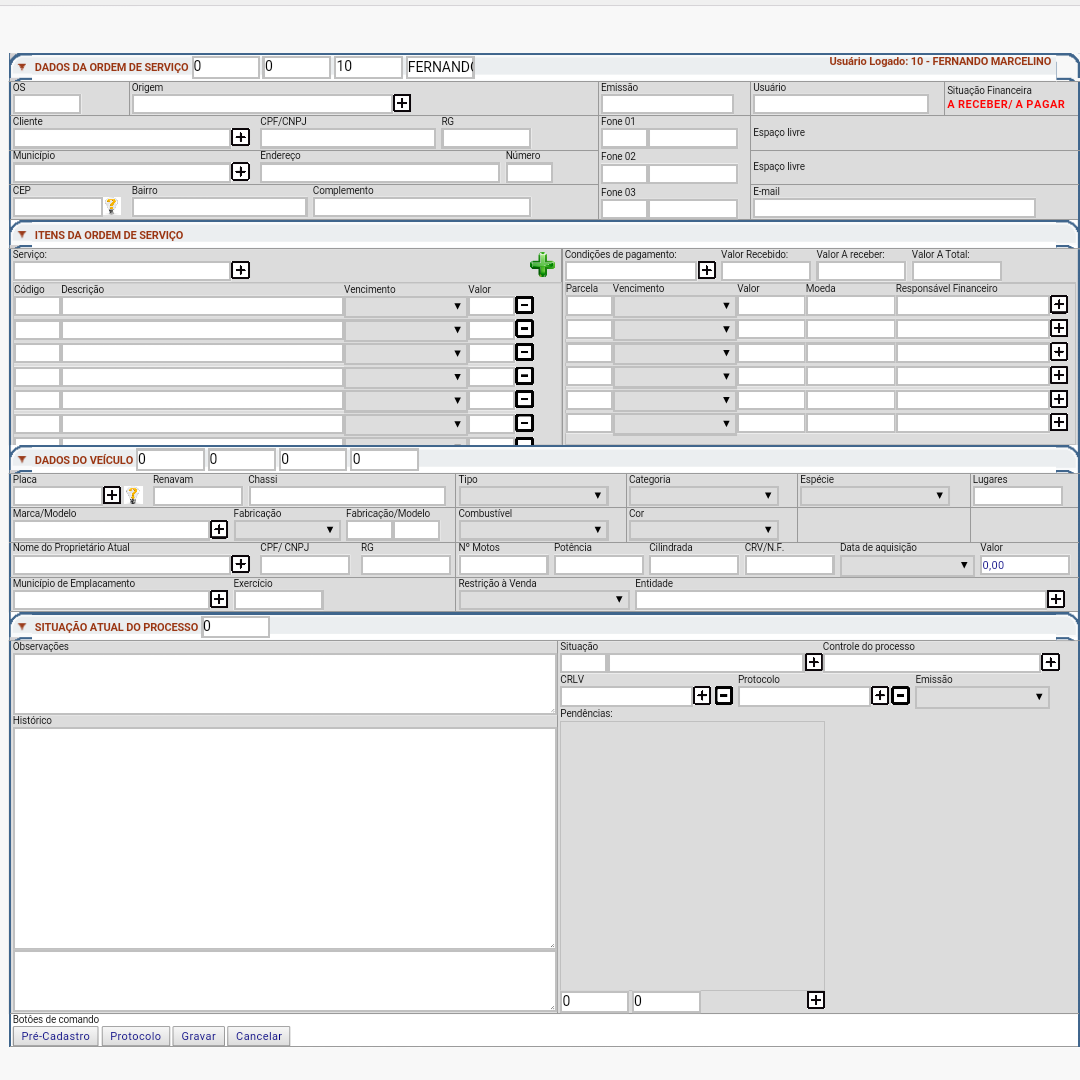 DADOS DA ORDEM DE SERVIÇO 0 0 10 FERNAND Usuário Logado: 10 - FERNANDO MARCELINO
OS Origem Emissão Usuário Situação Financeira
A RECEBER/ A PAGAR
Cliente CPF/CNPJ RG Fone 01
Espaço livre
Município Endereço Número Fone 02
Espaço livre
CEP Bairro Complemento Fone 03 E-mail
ITENS DA ORDEM DE SERVIÇO
Serviço: Condições de pagamento: Valor Recebido: Valor A receber: Valor A Total:
Código Descrição Vencimento Valor Parcela Vencimento Valor Moeda Responsável Financeiro
DADOS DO VEÍCULO 0 0 0 0
Placa Renavam Chassi Tipo Categoria Espécie Lugares
Marca/Modelo Fabricação Fabricação/Modelo Combustível Cor
Nome do Proprietário Atual CPF/ CNPJ RG Nº Motos Potência Cilindrada CRV/N.F. Data de aquisição Valor
0,00
Município de Emplacamento Exercício Restrição à Venda Entidade
SITUAÇÃO ATUAL DO PROCESSO 0
Observações Situação Controle do processo
CRLV Protocolo Emissão
Pendências:
Histórico
0 0
Botões de comando
Pré-Cadastro Protocolo Gravar Cancelar